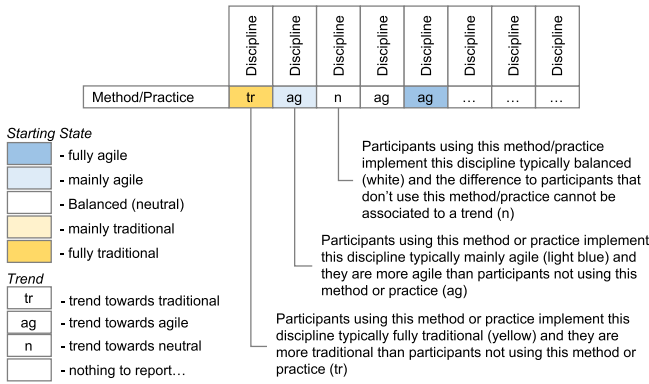 Discipline
Discipline
Discipline
Discipline
Discipline
Discipline
Discipline
Discipline
Method/Practice tr ag n ag ag … … …
Starting State
- fully agile
- mainly agile
- Balanced (neutral)
- mainly traditional
- fully traditional
Trend
tr - trend towards traditional
ag - trend towards agile
n - trend towards neutral
- nothing to report…
Participants using this method/practice
implement this discipline typically balanced
(white) and the difference to participants that
don't use this method/practice cannot be
associated to a trend (n)
Participants using this method or practice implement
this discipline typically mainly agile (light blue) and
they are more agile than participants not using this
method or practice (ag)
Participants using this method or practice implement this
discipline typically fully traditional (yellow) and they are
more traditional than participants not using this method or
practice (tr)